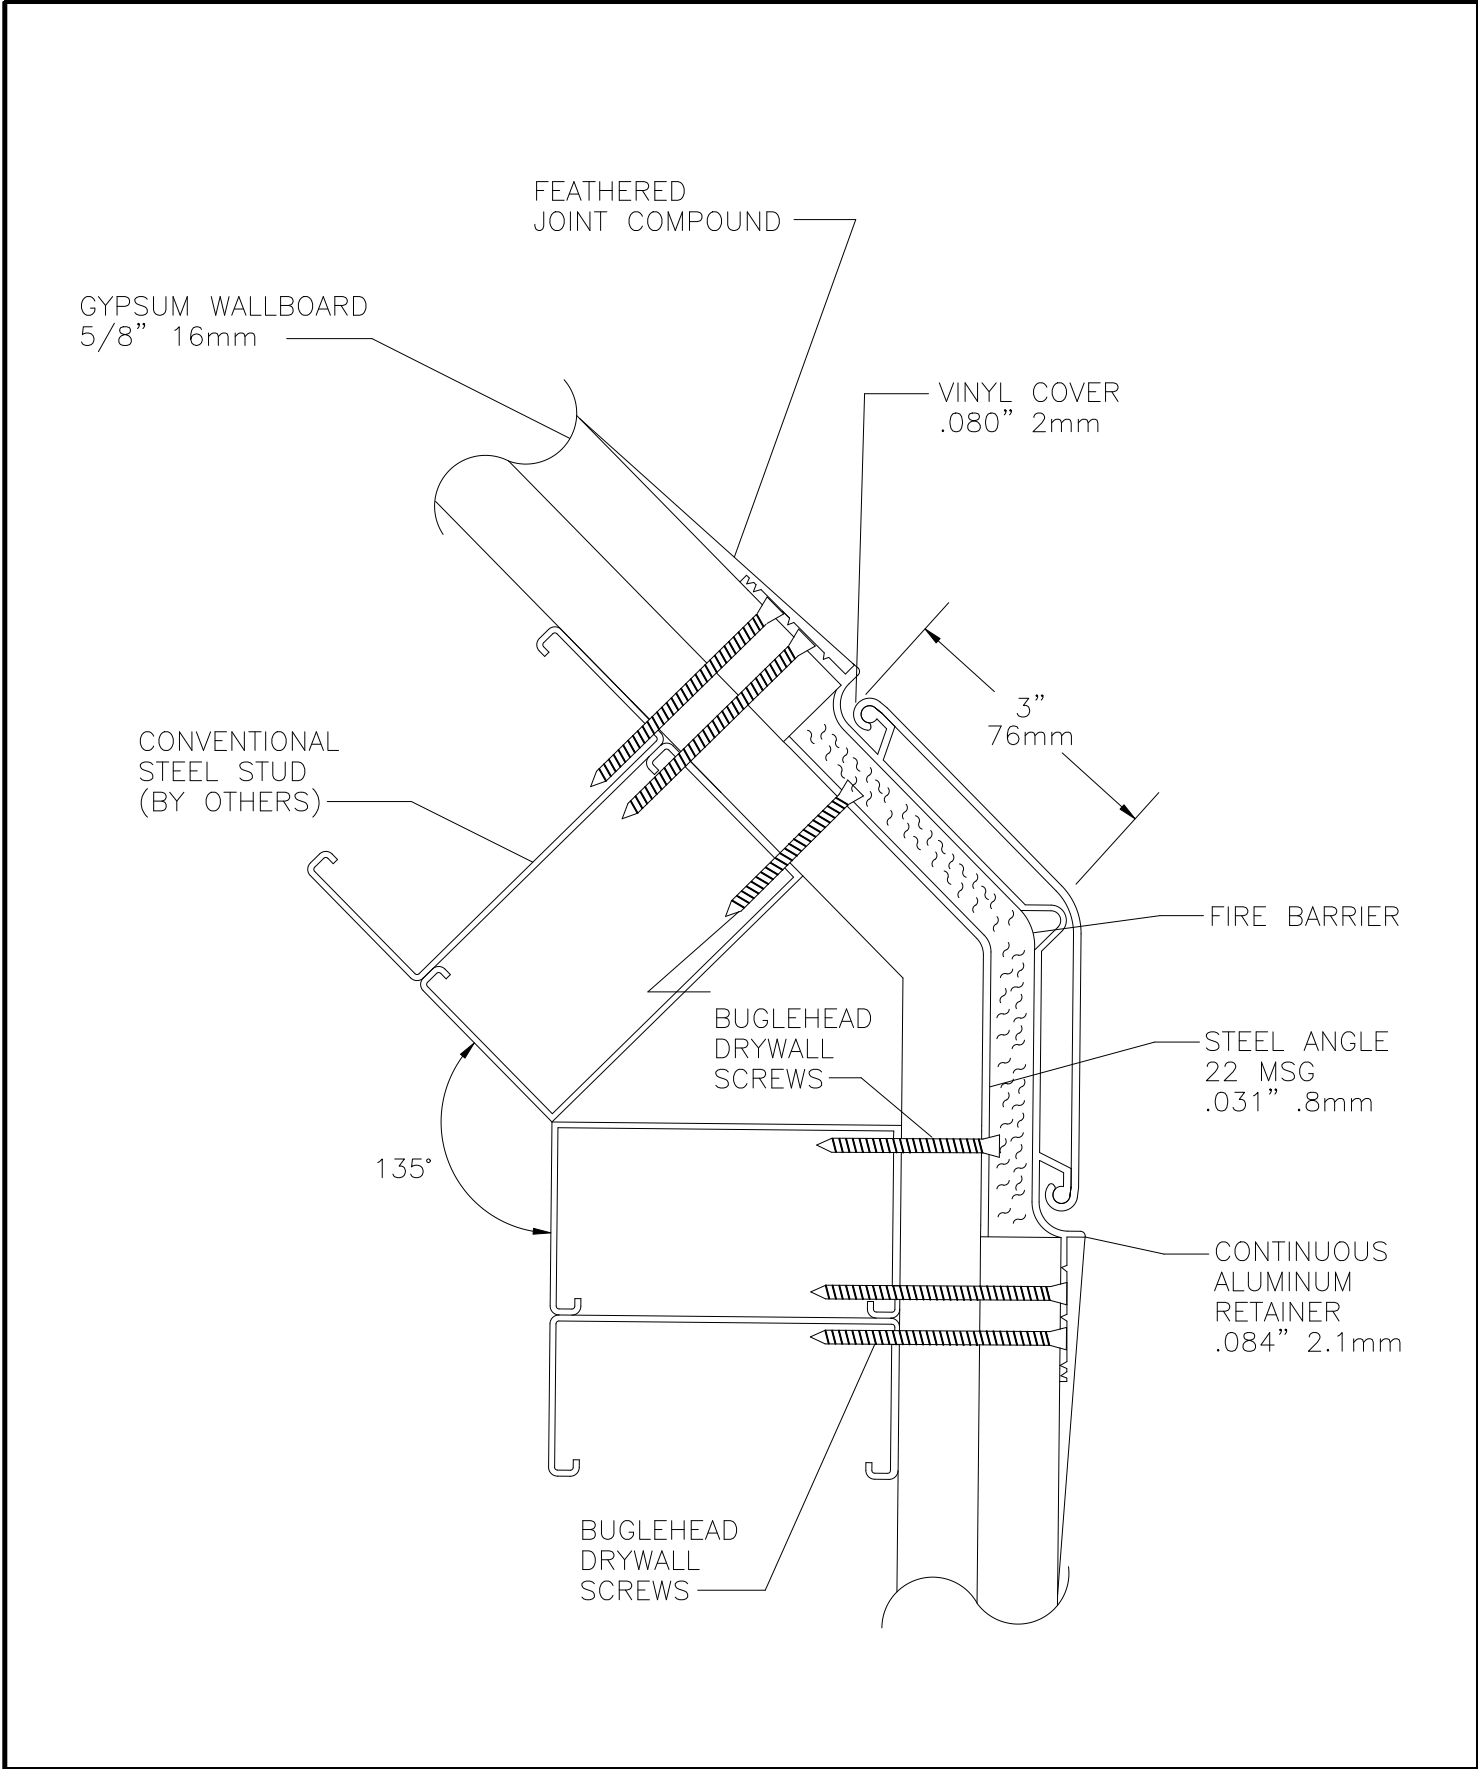 FEATHERED
JOINT COMPOUND
GYPSUM WALLBOARD
5/8” 16mm
VINYL COVER
.080” 2mm
3”
76mm
CONVENTIONAL
STEEL STUD
(BY OTHERS)
FIRE BARRIER
BUGLEHEAD
DRYWALL
SCREWS
STEEL ANGLE
22 MSG
.031” .8mm
135°
CONTINUOUS
ALUMINUM
RETAINER
.084” 2.1mm
BUGLEHEAD
DRYWALL
SCREWS